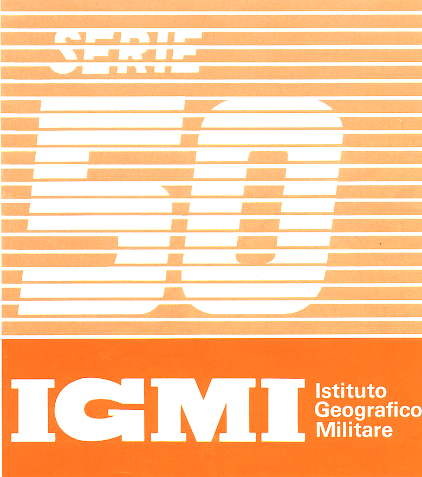 SERIE
50
IGMI
Istituto
Geografico
Militare